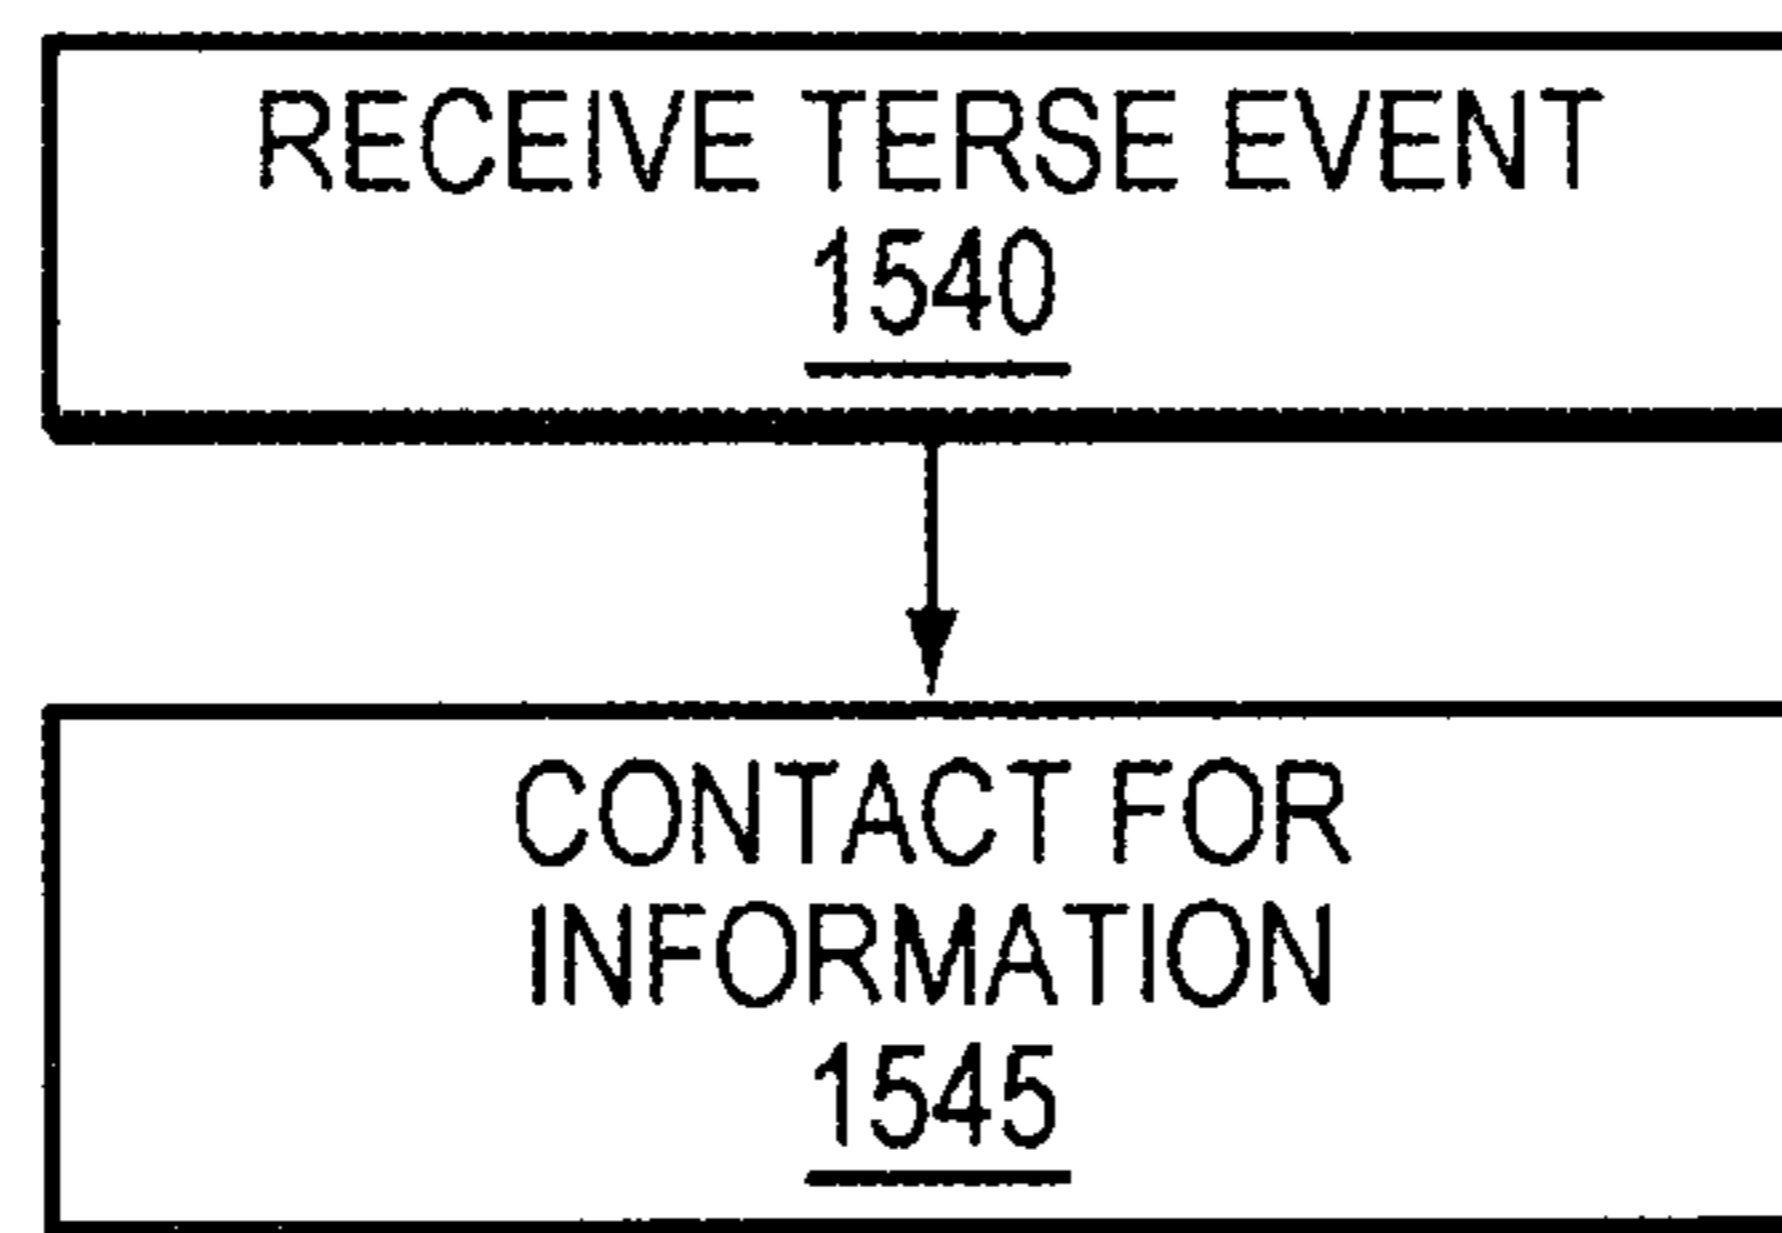 RECEIVE TERSE EVENT
1540
CONTACT FOR
INFORMATION
1545